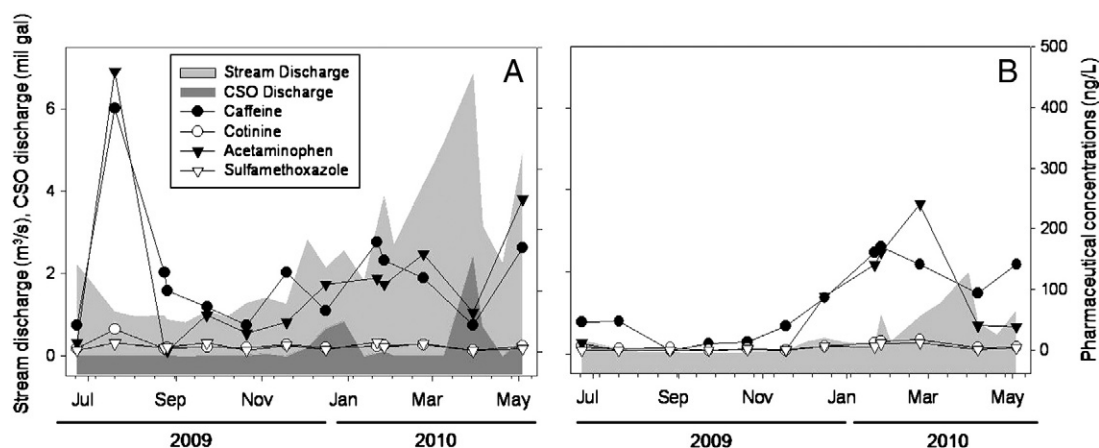 Stream discharge (m³/s), CSO discharge (mil gal)
6
4
2
0
Stream Discharge
CSO Discharge
Caffeine
Cotinine
Acetaminophen
Sulfamethoxazole
A
B
500
400
300
200
100
0
Pharmaceutical concentrations (ng/L)
Jul Sep Nov Jan Mar May
2009 2010
Jul Sep Nov Jan Mar May
2009 2010